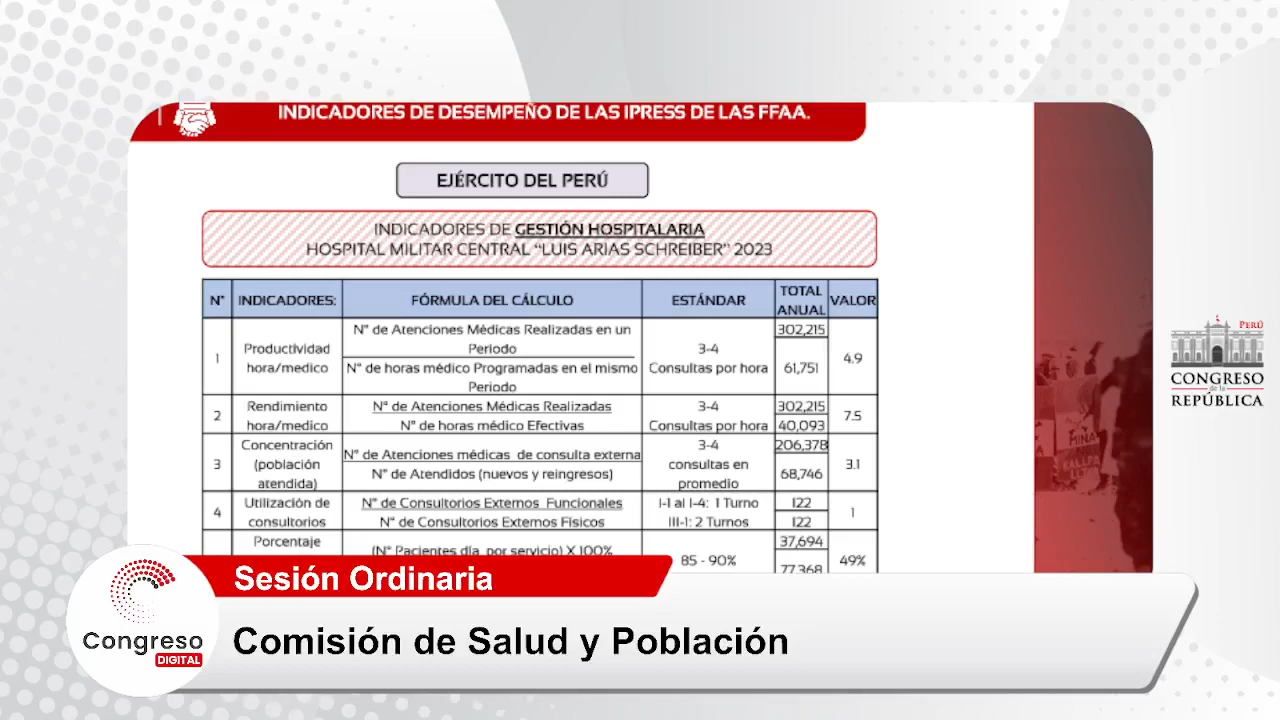 INDICADORES DE DESEMPEÑO DE LAS IPRESS DE LAS FFAA.
EJÉRCITO DEL PERÚ
INDICADORES DE GESTIÓN HOSPITALARIA
HOSPITAL MILITAR CENTRAL “LUIS ARIAS SCHREIBER” 2023
N° INDICADORES: FÓRMULA DEL CÁLCULO ESTÁNDAR TOTAL ANUAL VALOR
1 Productividad hora/medico
N° de Atenciones Médicas Realizadas en un Periodo
N° de horas médico Programadas en el mismo Periodo
3-4 Consultas por hora
302,215
61,751
4.9
2 Rendimiento hora/medico
N° de Atenciones Médicas Realizadas
N° de horas médico Efectivas
3-4 Consultas por hora
302,215
40,093
7.5
3 Concentración (población atendida)
N° de Atenciones médicas de consulta externa
N° de Atendidos (nuevos y reingresos)
3-4 consultas en promedio
206,378
68,746
3.1
4 Utilización de consultorios
N° de Consultorios Externos Funcionales
N° de Consultorios Externos Físicos
I-1 al I-4: 1 Turno
III-1: 2 Turnos
122
122
1
Porcentaje
(N° Pacientes día por servicio) X 100%
85 - 90%
37,694
77,368
49%
PERÚ
CONGRESO
de la
REPÚBLICA
Sesión Ordinaria
Congreso
DIGITAL
Comisión de Salud y Población